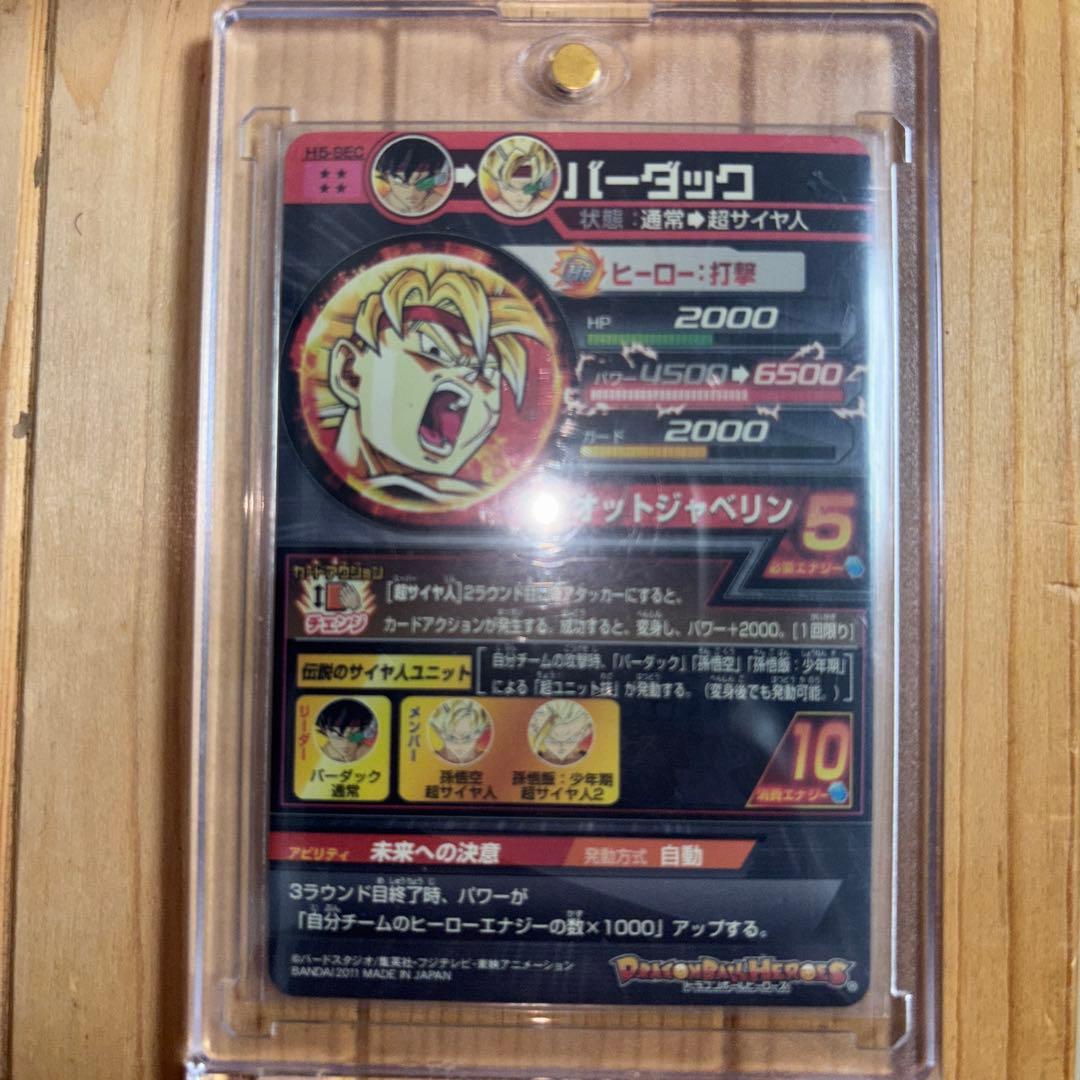 H5-SEC
バーダック
状態:通常➡超サイヤ人
ヒーロー:打撃
HP 2000
パワー 4500➡6500
ガード 2000
オットジャベリン
5
必要エナジー
カードアクション
チェンジ
[超サイヤ人]2ラウンド目 アタッカーにすると、
カードアクションが発生する。成功すると、変身し、パワー+2000。[1回限り]
伝説のサイヤ人ユニット
自分チームの攻撃時、「バーダック」「孫悟空」「孫悟飯:少年期」
による「超ユニット技」が発動する。(変身後でも発動可能。)
リーダー
バーダック
通常
メンバー
孫悟空
超サイヤ人
孫悟飯:少年期
超サイヤ人2
10
消費エナジー
アビリティ 未来への決意 発動方式 自動
3ラウンド目終了時、パワーが
「自分チームのヒーローエナジーの数×1000」アップする。
©バードスタジオ/集英社・フジテレビ・東映アニメーション
BANDAI 2011 MADE IN JAPAN
DRAGONBALL HEROES
ドラゴンボールヒーローズ